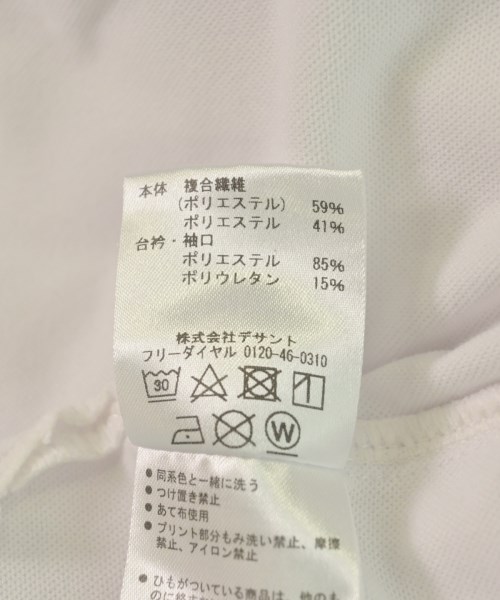 本体 複合繊維
(ポリエステル) 59%
ポリエステル 41%
台衿・袖口
ポリエステル 85%
ポリウレタン 15%
株式会社デサント
フリーダイヤル 0120-46-0310
30
W
●同系色と一緒に洗う
●つけ置き禁止
●あて布使用
●プリント部分もみ洗い禁止、摩擦
禁止、アイロン禁止
●ひもがついている商品は、他のも